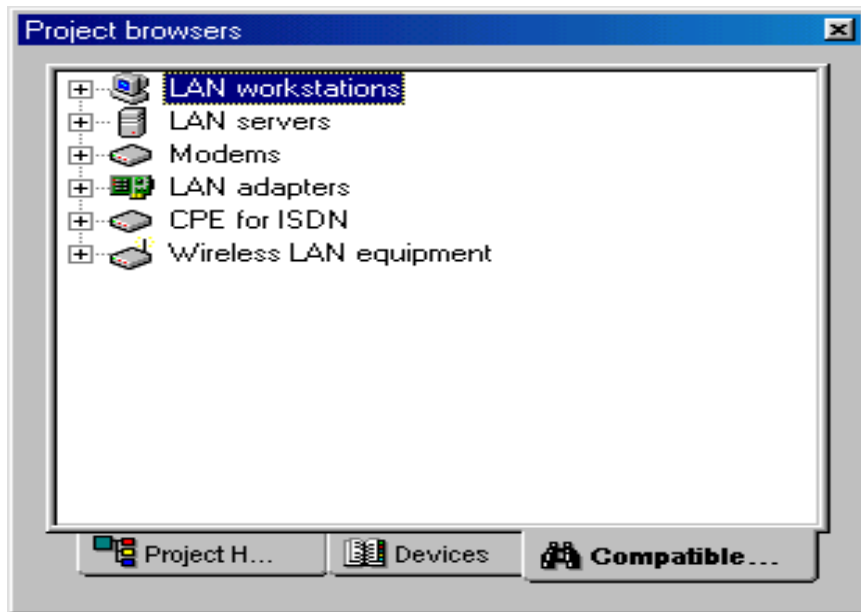 Project browsers
LAN workstations
LAN servers
Modems
LAN adapters
CPE for ISDN
Wireless LAN equipment
Project H...
Devices
Compatible...